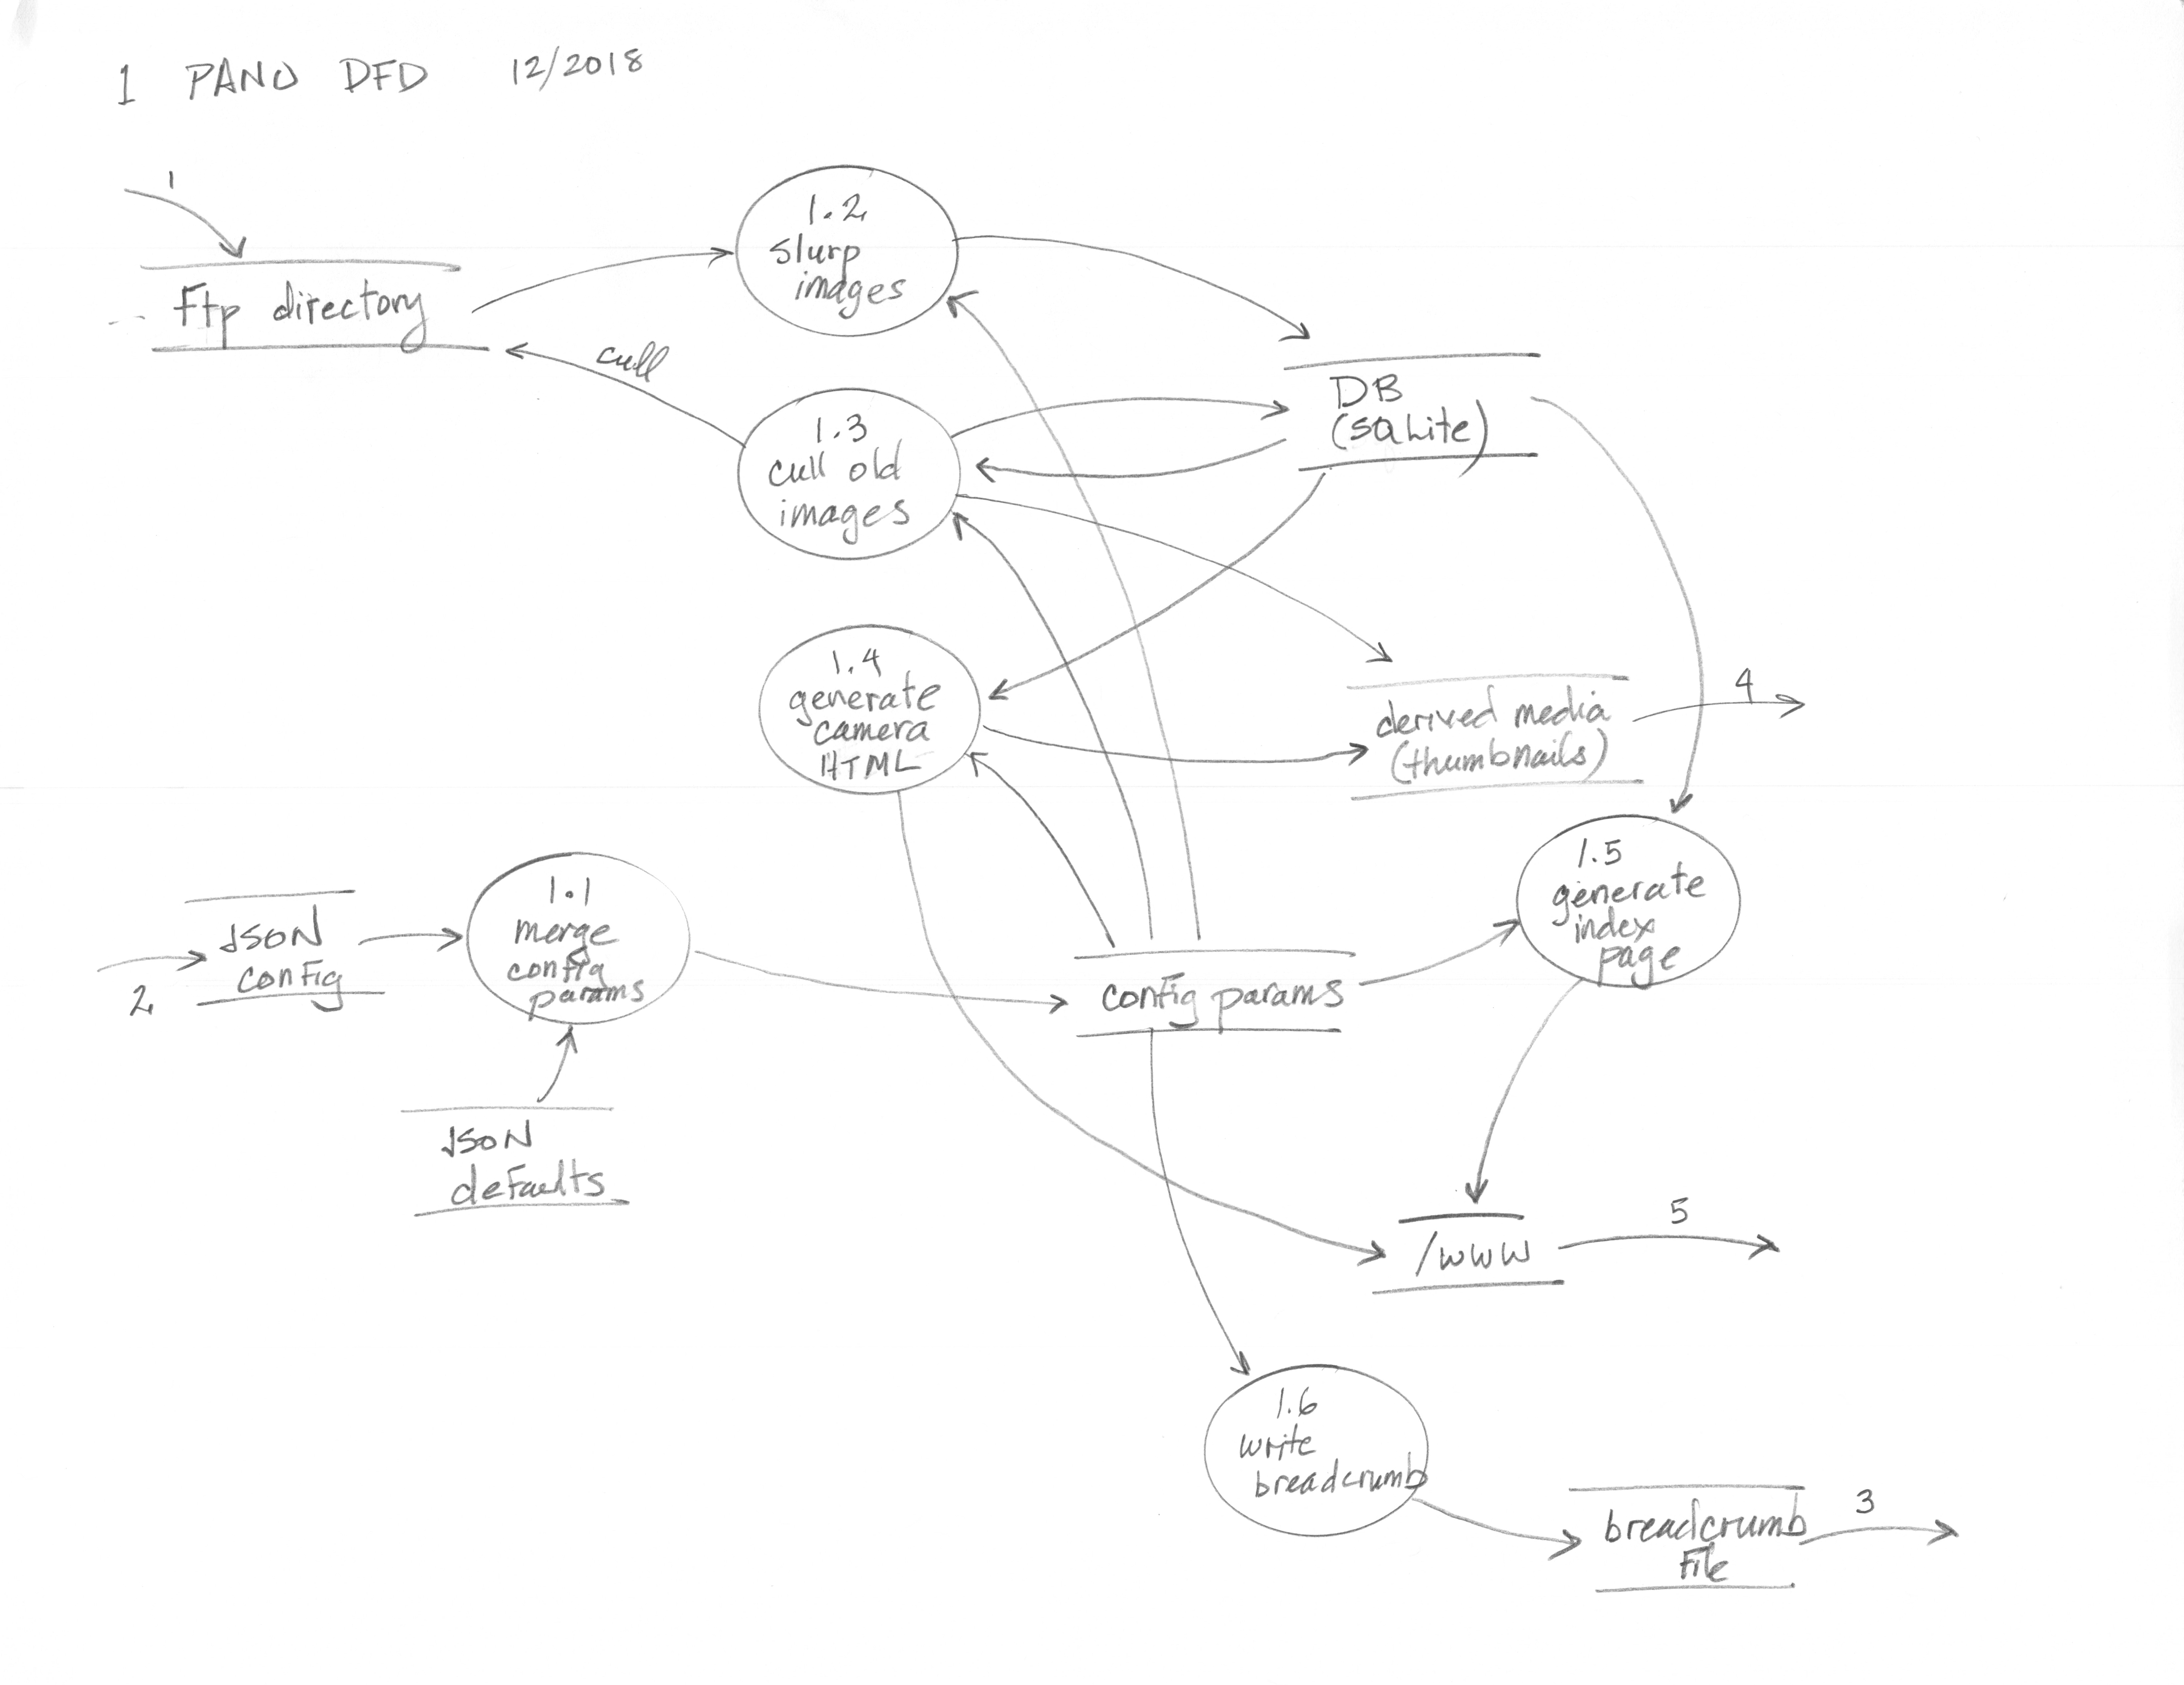 1 PANO DFD 12/2018
1
1.2
slurp
images
ftp directory
cull
DB
(SQLite)
1.3
cull old
images
1.4
generate
camera
HTML
4
derived media
(thumbnails)
1.5
generate
index
page
1.1
merge
config
params
JSON
config
2
config params
JSON
defaults
5
/www
1.6
write
breadcrumb
3
breadcrumb
file